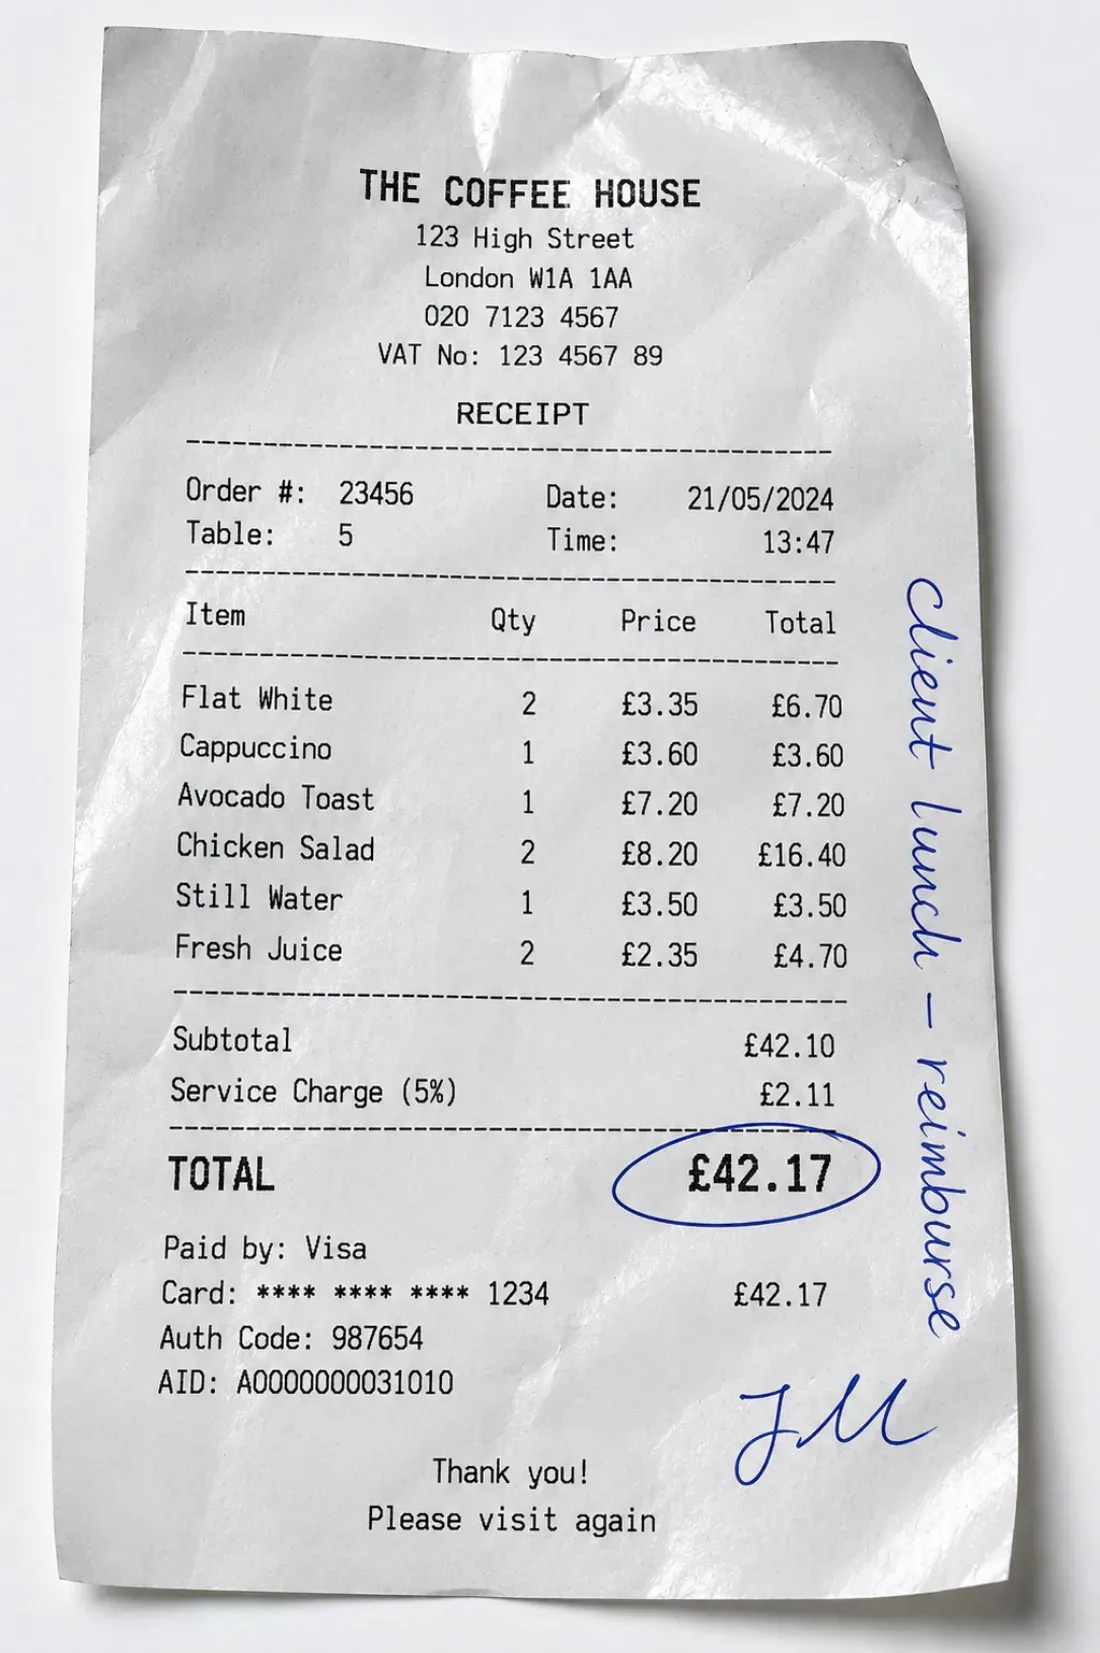 THE COFFEE HOUSE
123 High Street
London W1A 1AA
020 7123 4567
VAT No: 123 4567 89
RECEIPT
Order #: 23456 Date: 21/05/2024
Table: 5 Time: 13:47
Item Qty Price Total
Flat White 2 £3.35 £6.70
Cappuccino 1 £3.60 £3.60
Avocado Toast 1 £7.20 £7.20
Chicken Salad 2 £8.20 £16.40
Still Water 1 £3.50 £3.50
Fresh Juice 2 £2.35 £4.70
Subtotal £42.10
Service Charge (5%) £2.11
TOTAL £42.17
Paid by: Visa
Card: **** **** **** 1234 £42.17
Auth Code: 987654
AID: A0000000031010
Thank you!
Please visit again
Client lunch – reimburse
JM